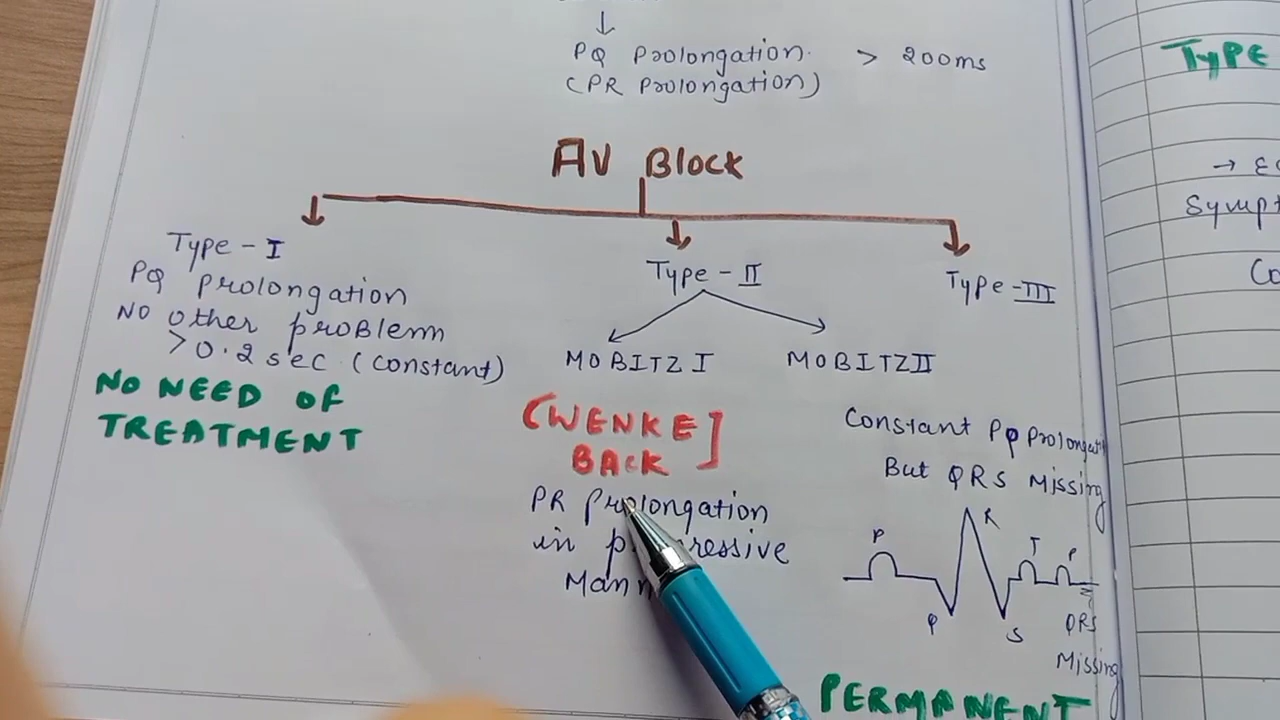 PQ Prolongation. > 200ms
(PR Prolongation)
AV Block
Type - I
PQ Prolongation
NO other problem
> 0.2 sec (Constant)
NO NEED OF
TREATMENT
Type - II
MOBITZ I
MOBITZ II
[WENKE]
BACK
PR Prolongation
in
Constant PQ
But QRS Missing
P
R
T
P
Q
S
QRS
Missing
PERMANENT
Type - III
TYPE